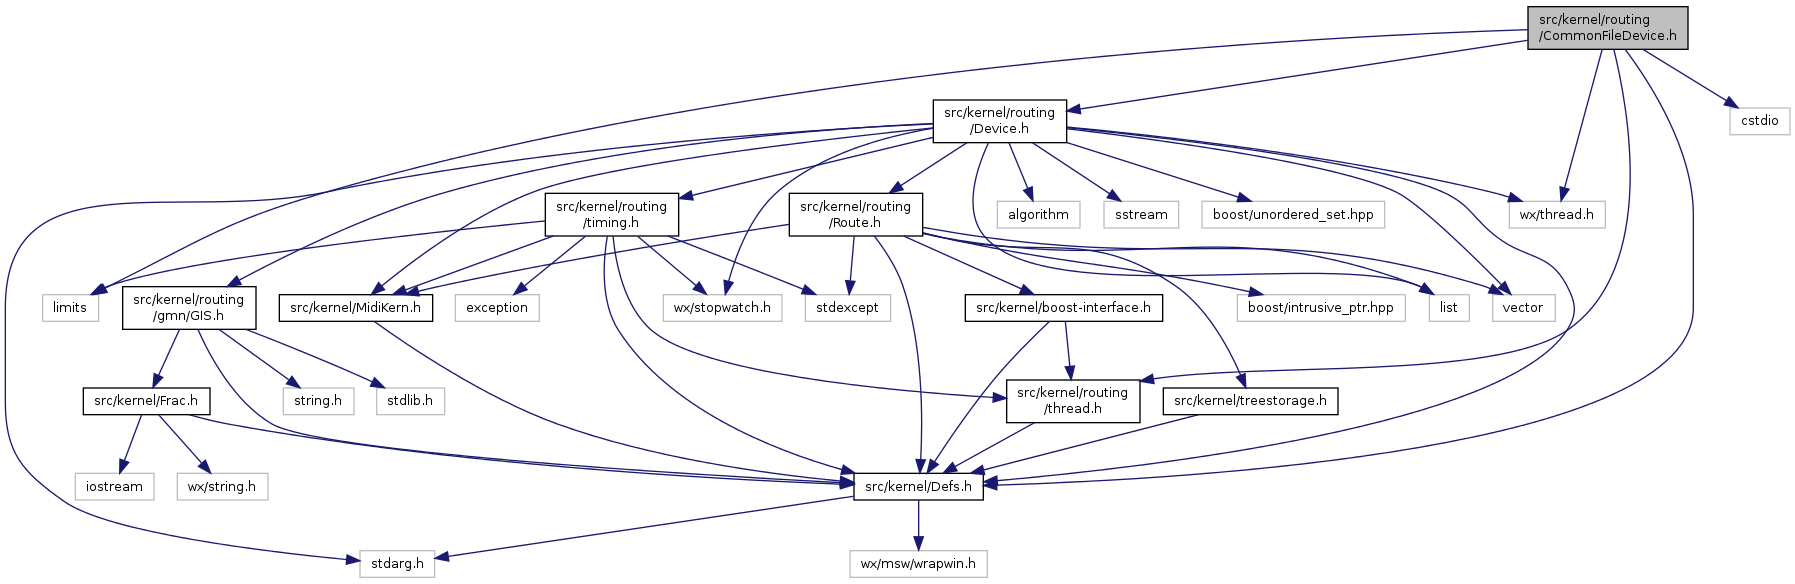 src/kernel/routing
/CommonFileDevice.h
src/kernel/routing
/Device.h
cstdio
src/kernel/routing
/timing.h
src/kernel/routing
/Route.h
algorithm
sstream
boost/unordered_set.hpp
wx/thread.h
limits
src/kernel/routing
/gmn/GIS.h
src/kernel/MidiKern.h
exception
wx/stopwatch.h
stdexcept
src/kernel/boost-interface.h
boost/intrusive_ptr.hpp
list
vector
src/kernel/Frac.h
string.h
stdlib.h
src/kernel/routing
/thread.h
src/kernel/treestorage.h
iostream
wx/string.h
src/kernel/Defs.h
stdarg.h
wx/msw/wrapwin.h